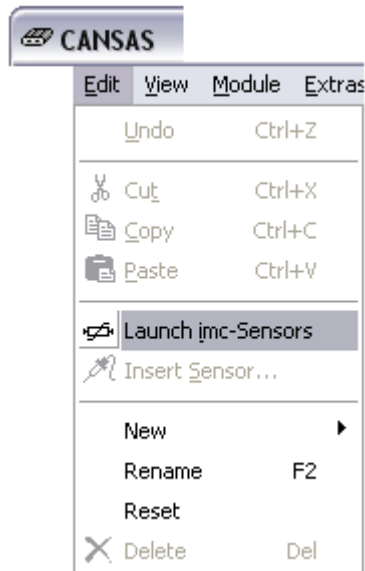 CANSAS
Edit View Module Extras
Undo Ctrl+Z
Cut Ctrl+X
Copy Ctrl+C
Paste Ctrl+V
Launch imc-Sensors
Insert Sensor...
New
Rename F2
Reset
Delete Del